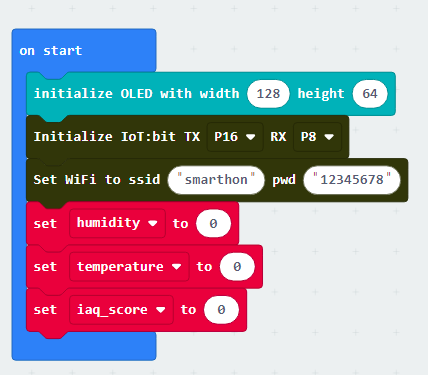 on start
initialize OLED with width 128 height 64
Initialize IoT:bit TX P16 RX P8
Set WiFi to ssid "smarthon" pwd "12345678"
set humidity to 0
set temperature to 0
set iaq_score to 0